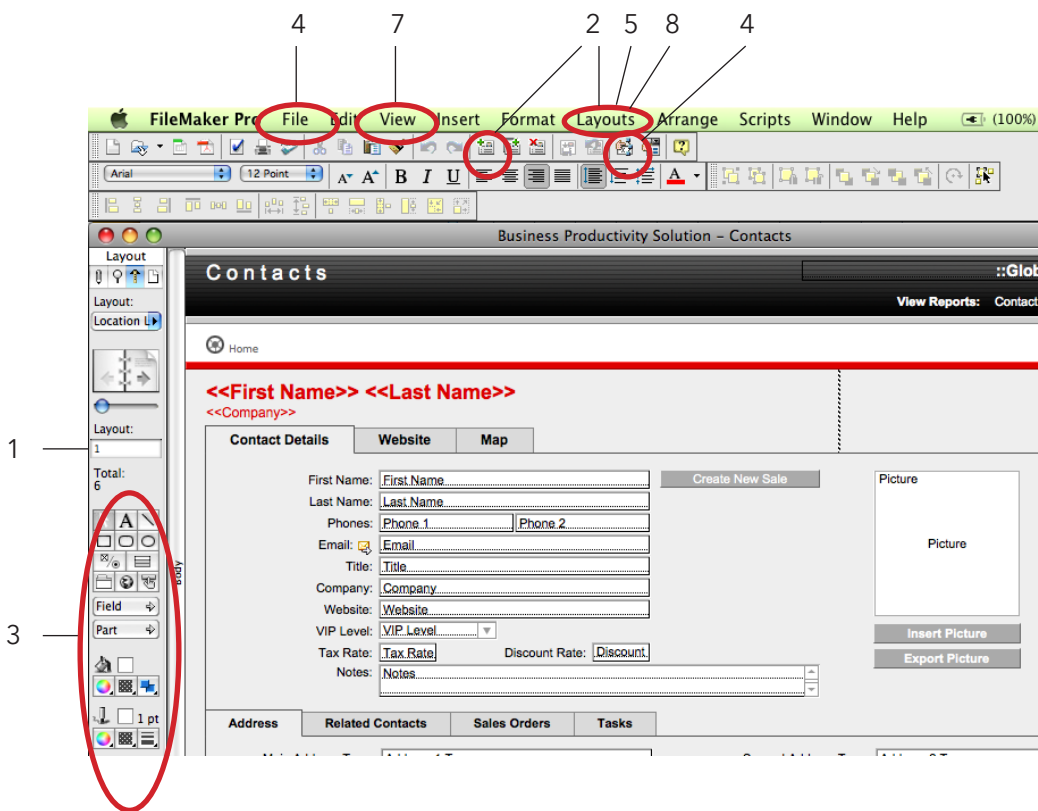 4 7 2 5 8 4
FileMaker Pro File Edit View Insert Format Layouts Arrange Scripts Window Help (100%)
Arial 12 Point A A B I U A
Business Productivity Solution – Contacts
Layout
Contacts
::Glob
Layout:
View Reports: Contact
Location L
Home
<<First Name>> <<Last Name>>
<<Company>>
Layout:
Contact Details Website Map
1 1
Total:
6
First Name: First Name Create New Sale Picture
Last Name: Last Name
Phones: Phone 1 Phone 2
A
Email: Email Picture
Body
Title: Title
Company: Company
Field
Website: Website
3 Part
VIP Level: VIP Level Insert Picture
Tax Rate: Tax Rate Discount Rate: Discount Export Picture
Notes: Notes
1 pt
Address Related Contacts Sales Orders Tasks